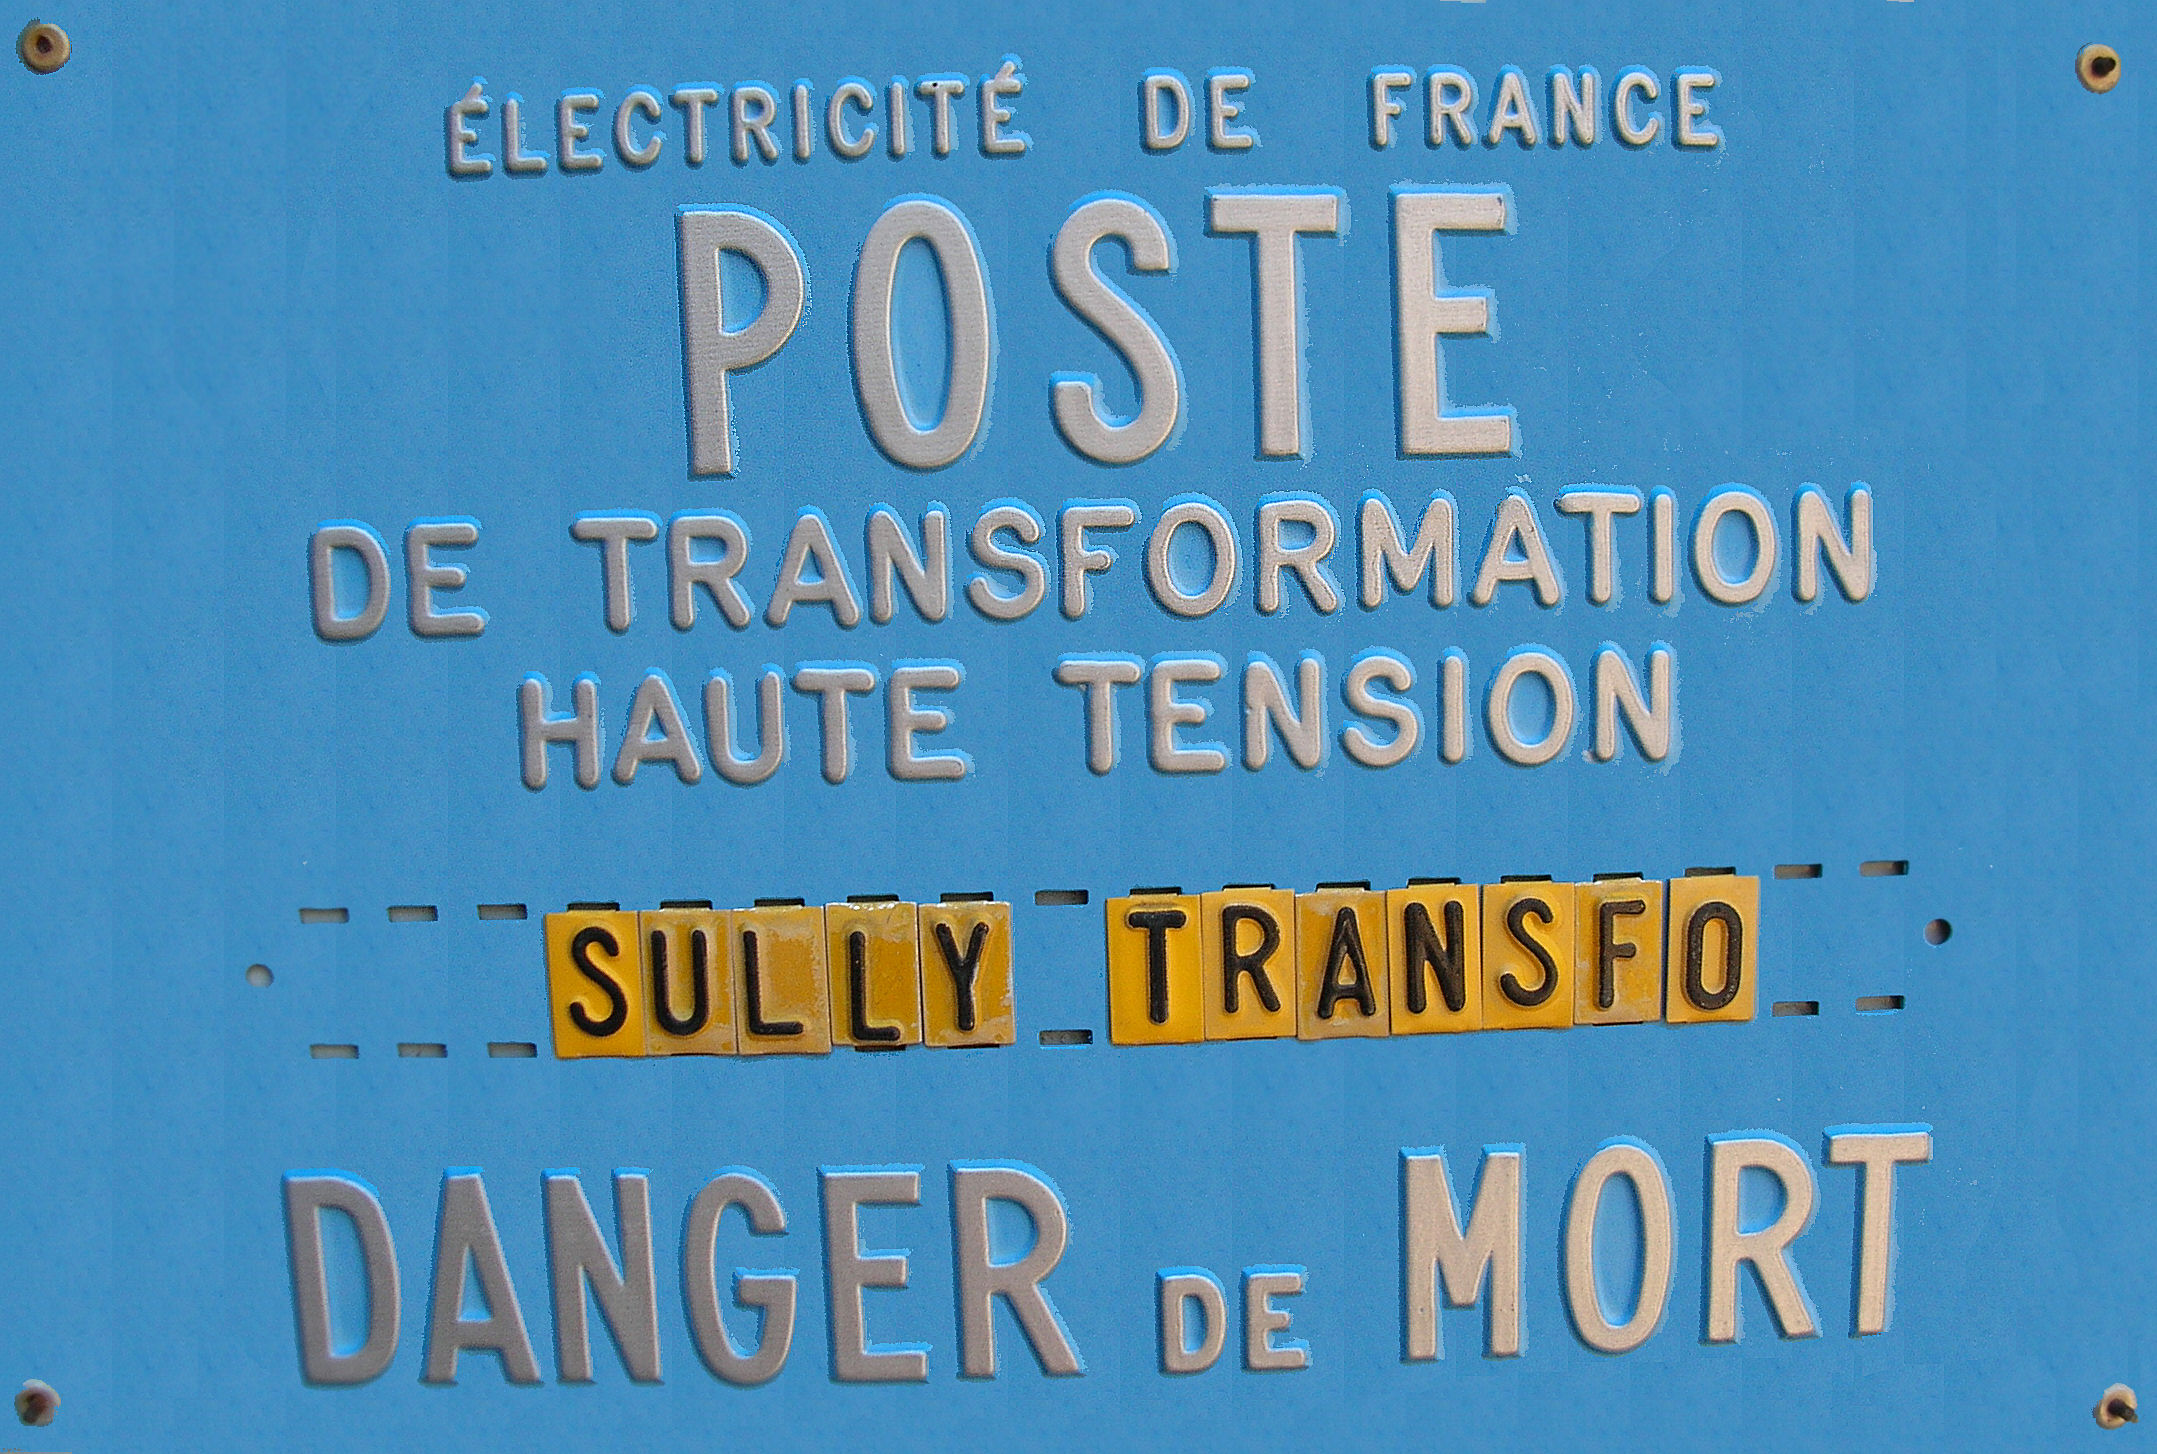 ÉLECTRICITÉ DE FRANCE
POSTE
DE TRANSFORMATION
HAUTE TENSION
SULLY TRANSFO
DANGER DE MORT